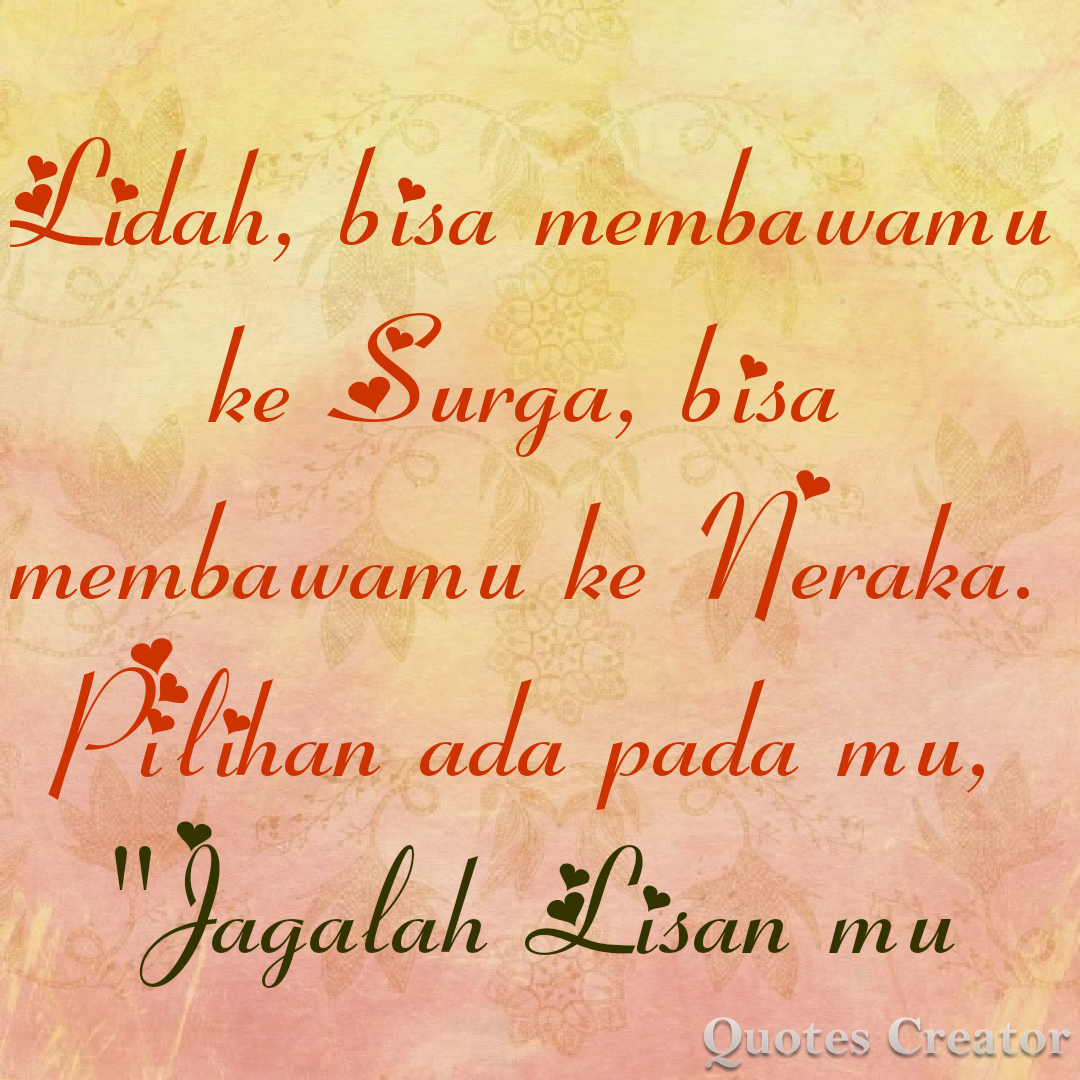 Lidah, bisa membawamu
ke Surga, bisa
membawamu ke Neraka.
Pilihan ada pada mu,
"Jagalah Lisan mu
Quotes Creator